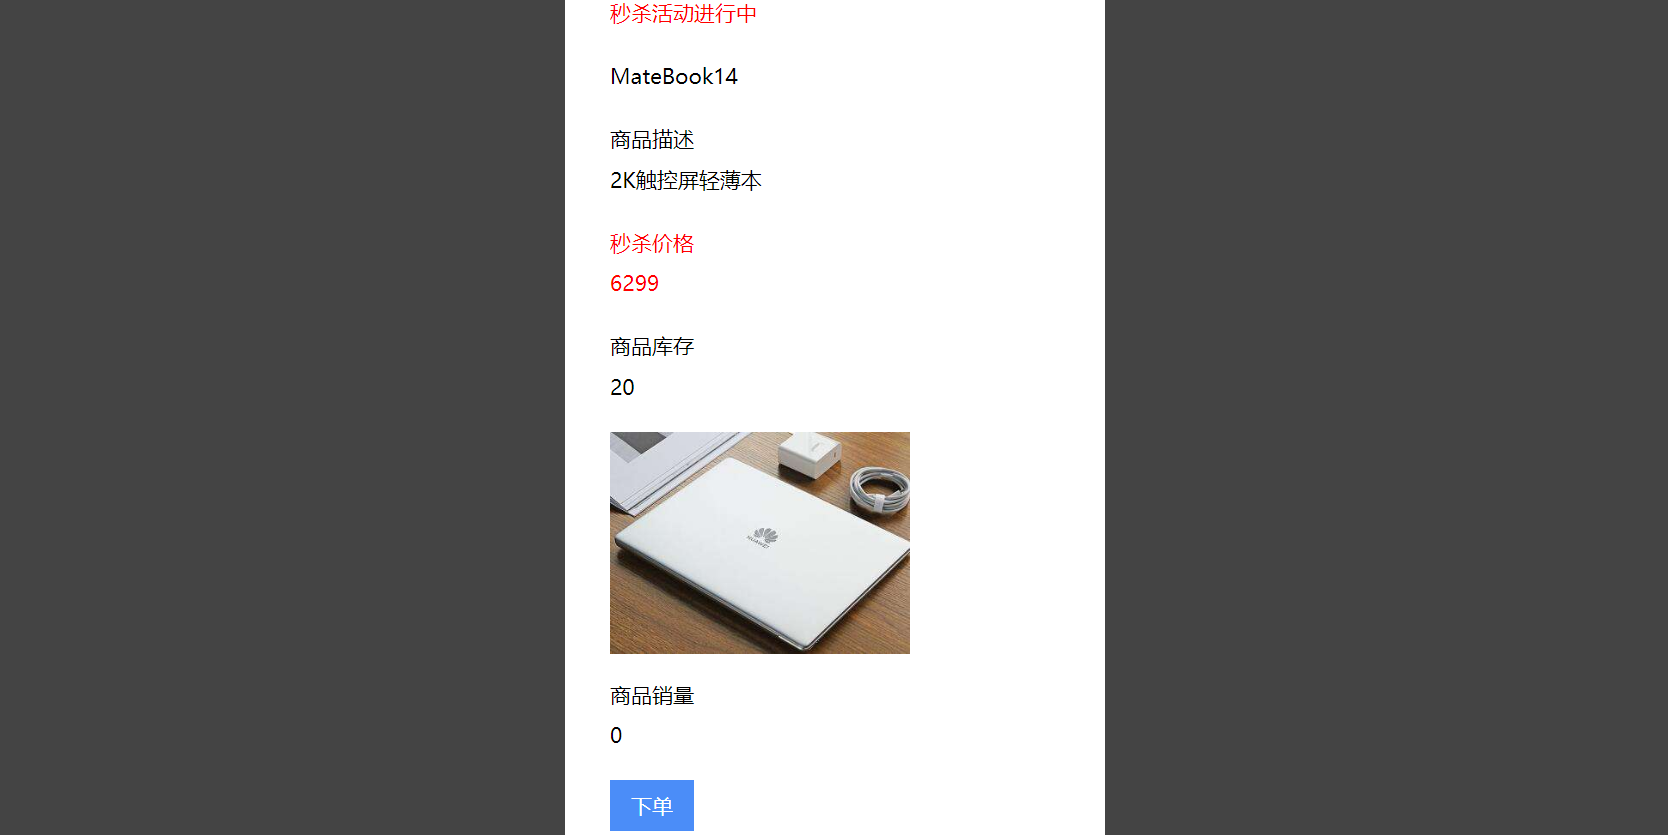 秒杀活动进行中
MateBook14
商品描述
2K触控屏轻薄本
秒杀价格
6299
商品库存
20
HUAWEI
商品销量
0
下单